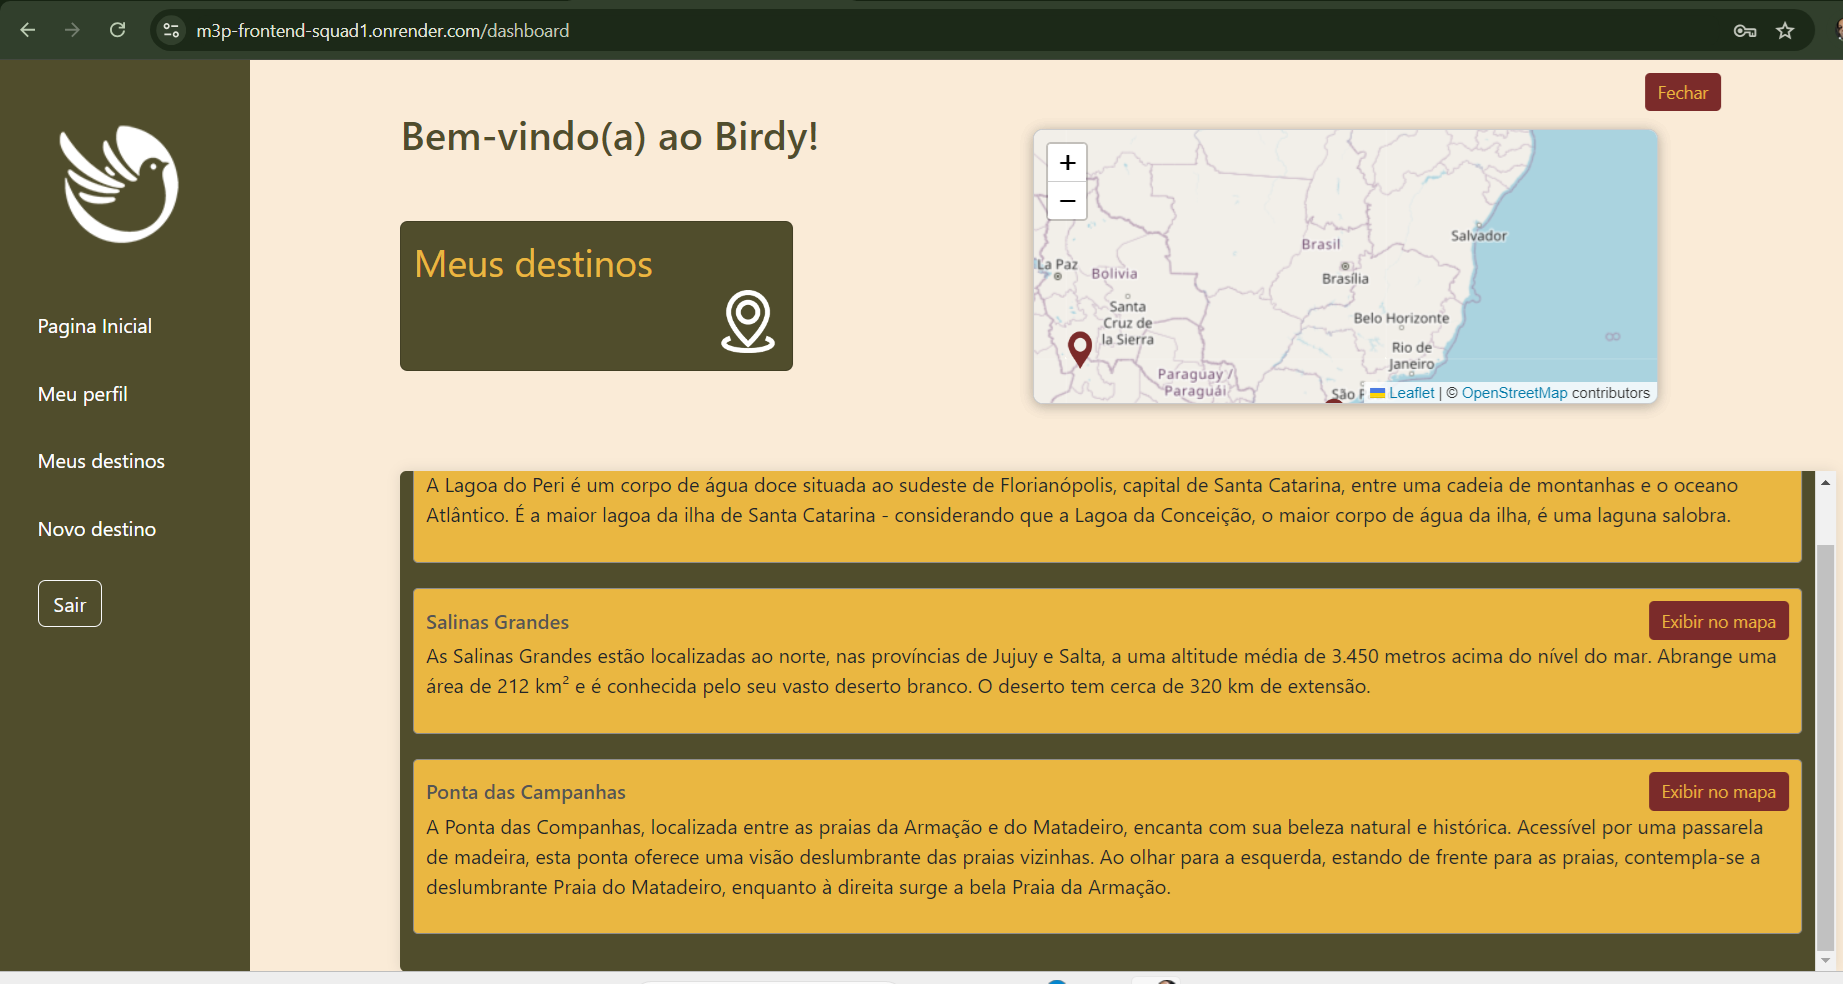 m3p-frontend-squad1.onrender.com/dashboard
Fechar
Bem-vindo(a) ao Birdy!
Meus destinos
Pagina Inicial
Meu perfil
Meus destinos
Novo destino
Sair
+
−
Brasil
Salvador
La Paz
Bolivia
Brasília
Santa
Cruz de
la Sierra
Belo Horizonte
Rio de
Janeiro
Paraguay /
Paraguái
São P
Leaflet | © OpenStreetMap contributors
A Lagoa do Peri é um corpo de água doce situada ao sudeste de Florianópolis, capital de Santa Catarina, entre uma cadeia de montanhas e o oceano
Atlântico. É a maior lagoa da ilha de Santa Catarina - considerando que a Lagoa da Conceição, o maior corpo de água da ilha, é uma laguna salobra.
Salinas Grandes
Exibir no mapa
As Salinas Grandes estão localizadas ao norte, nas províncias de Jujuy e Salta, a uma altitude média de 3.450 metros acima do nível do mar. Abrange uma
área de 212 km² e é conhecida pelo seu vasto deserto branco. O deserto tem cerca de 320 km de extensão.
Ponta das Campanhas
Exibir no mapa
A Ponta das Companhas, localizada entre as praias da Armação e do Matadeiro, encanta com sua beleza natural e histórica. Acessível por uma passarela
de madeira, esta ponta oferece uma visão deslumbrante das praias vizinhas. Ao olhar para a esquerda, estando de frente para as praias, contempla-se a
deslumbrante Praia do Matadeiro, enquanto à direita surge a bela Praia da Armação.